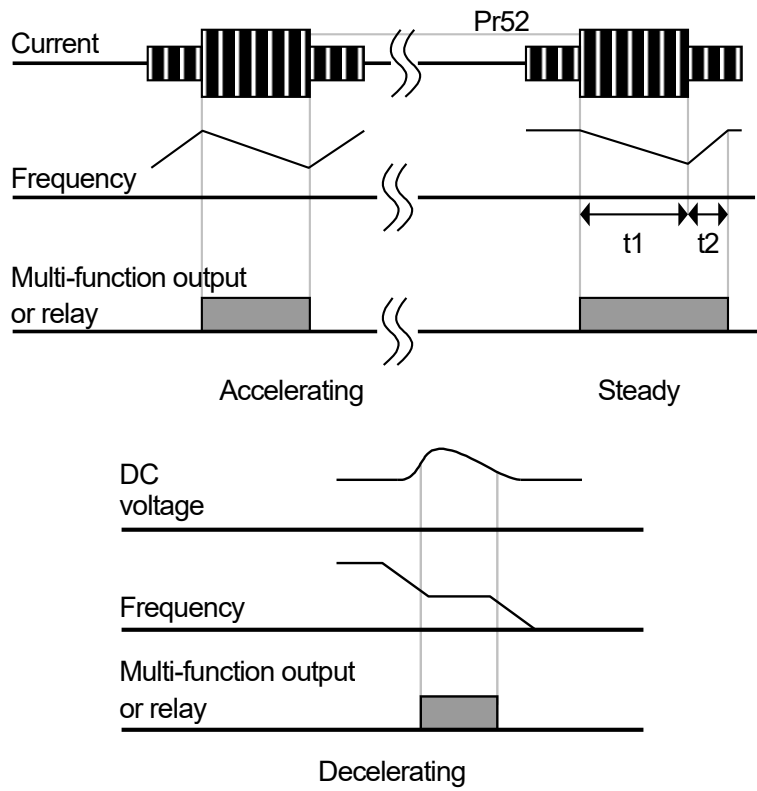 Pr52
Current
Frequency
t1 t2
Multi-function output
or relay
Accelerating Steady
DC
voltage
Frequency
Multi-function output
or relay
Decelerating